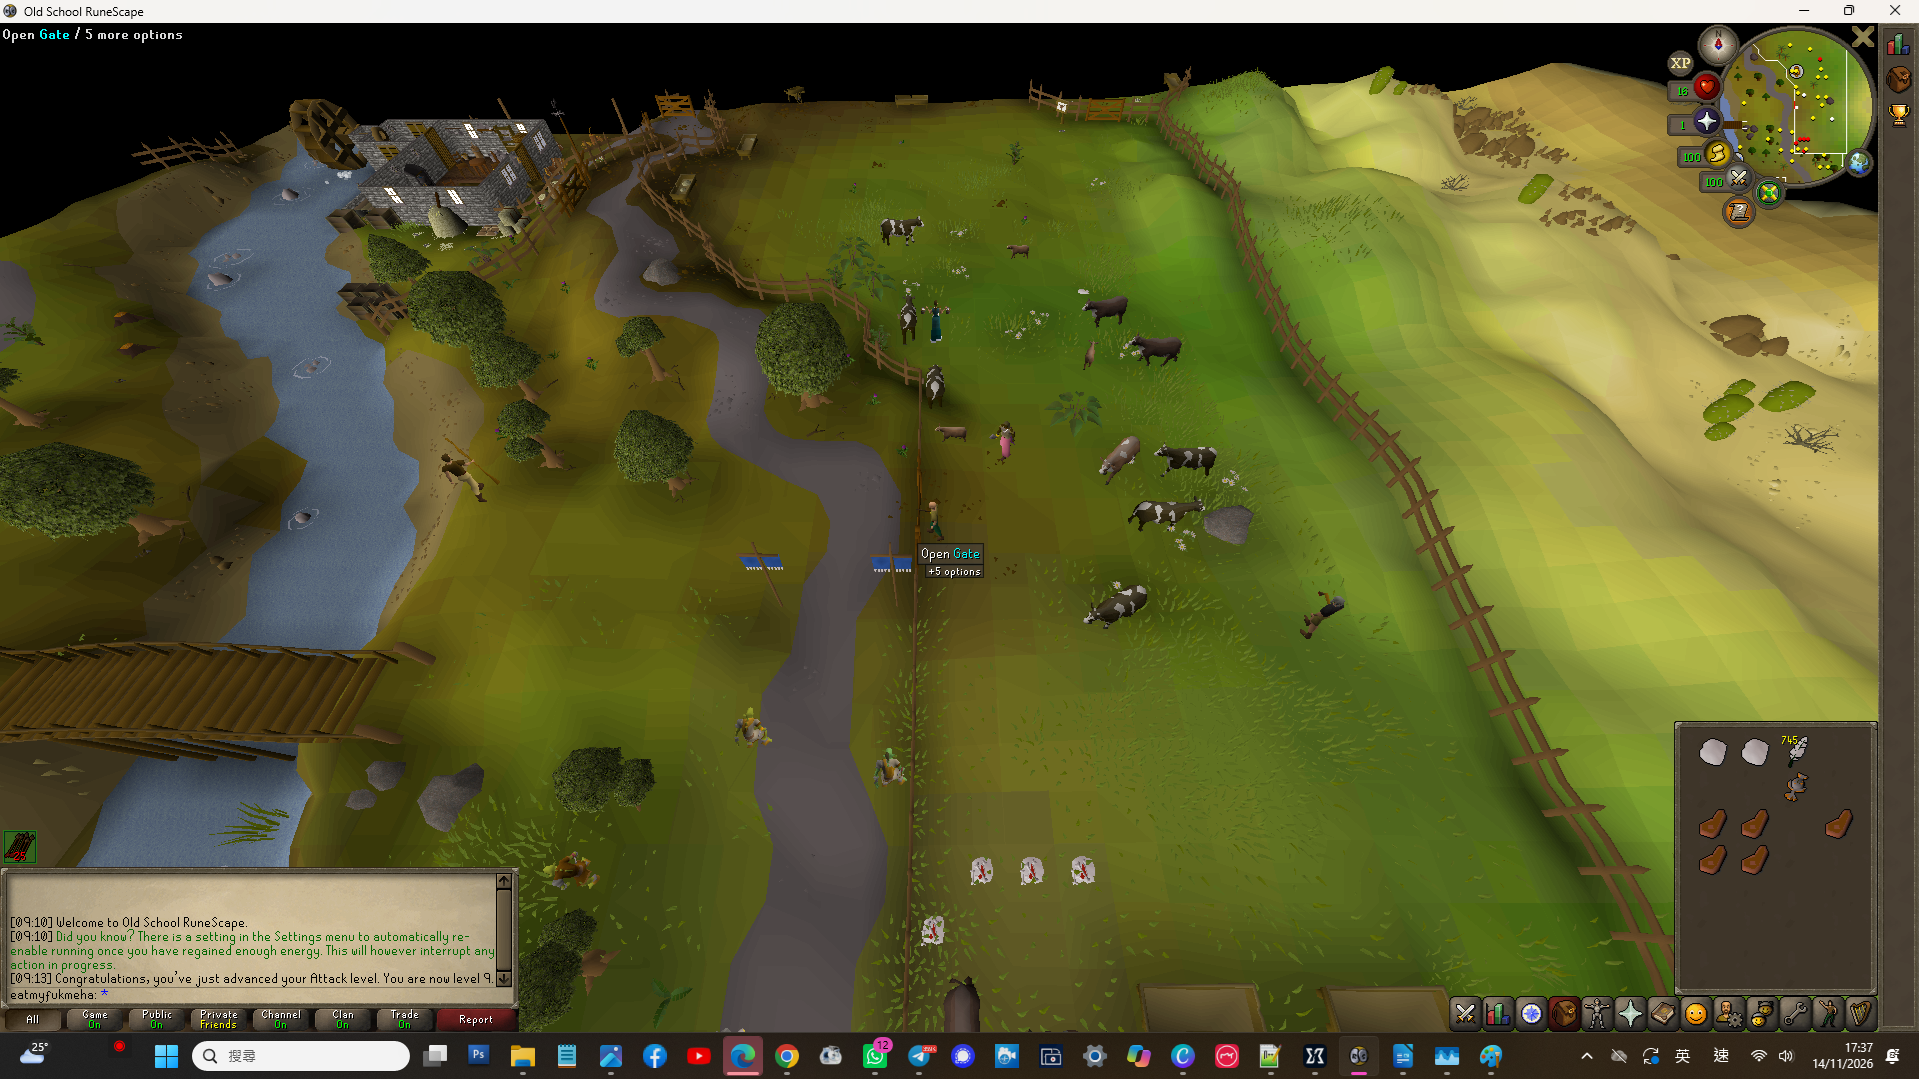 Old School RuneScape
Open Gate / 5 more options
N
XP
16
1
100
100
Open Gate
+5 options
745
29
[09:10] Welcome to Old School RuneScape.
[09:10] Did you know? There is a setting in the Settings menu to automatically re-
enable running once you have regained enough energy. This will however interrupt any
action in progress.
[09:13] Congratulations, you've just advanced your Attack level. You are now level 9.
eatmyfukmeha: *
All
Game
On
Public
On
Private
Friends
Channel
On
Clan
On
Trade
On
Report
25°
搜尋
Ps
12
英
速
17:37
14/11/2026